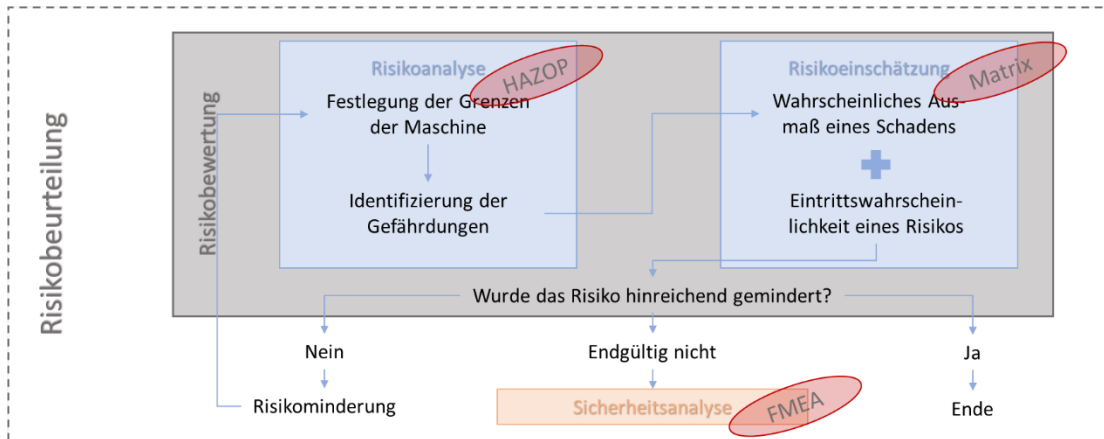 Risikobeurteilung
Risikobewertung
Risikoanalyse
HAZOP
Festlegung der Grenzen
der Maschine
Identifizierung der
Gefährdungen
Risikoeinschätzung
Matrix
Wahrscheinliches Aus-
maß eines Schadens
Eintrittswahrschein-
lichkeit eines Risikos
Wurde das Risiko hinreichend gemindert?
Nein
Endgültig nicht
Ja
Risikominderung
Sicherheitsanalyse
FMEA
Ende